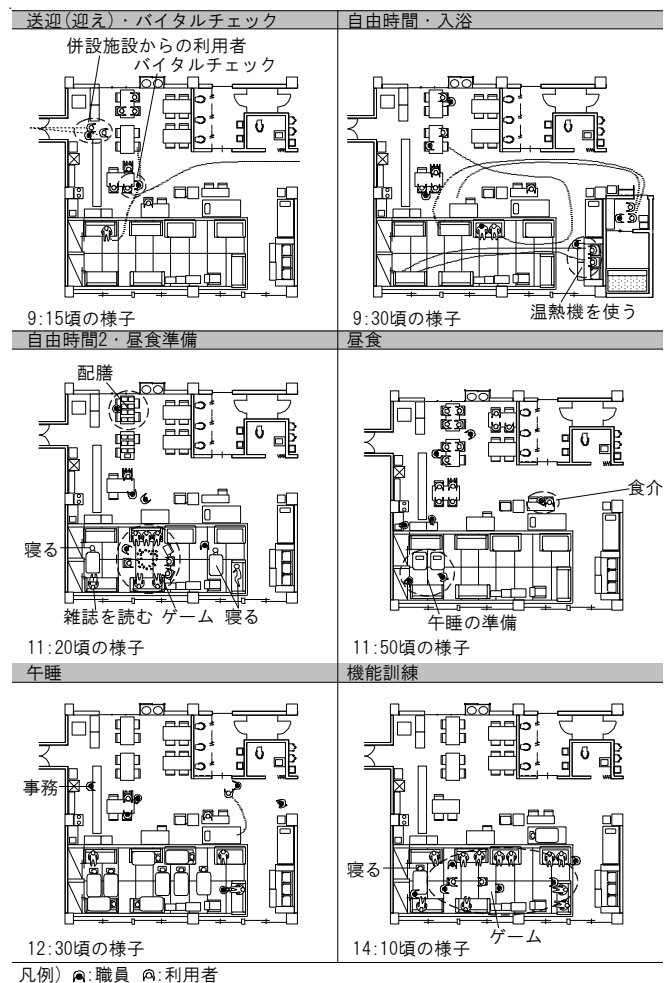 送迎(迎え)・バイタルチェック
併設施設からの利用者
バイタルチェック
9:15頃の様子
自由時間・入浴
温熱機を使う
9:30頃の様子
自由時間2・昼食準備
配膳
寝る
雑誌を読む ゲーム 寝る
11:20頃の様子
昼食
食介
午睡の準備
11:50頃の様子
午睡
事務
12:30頃の様子
機能訓練
寝る
ゲーム
14:10頃の様子
凡例) :職員 :利用者